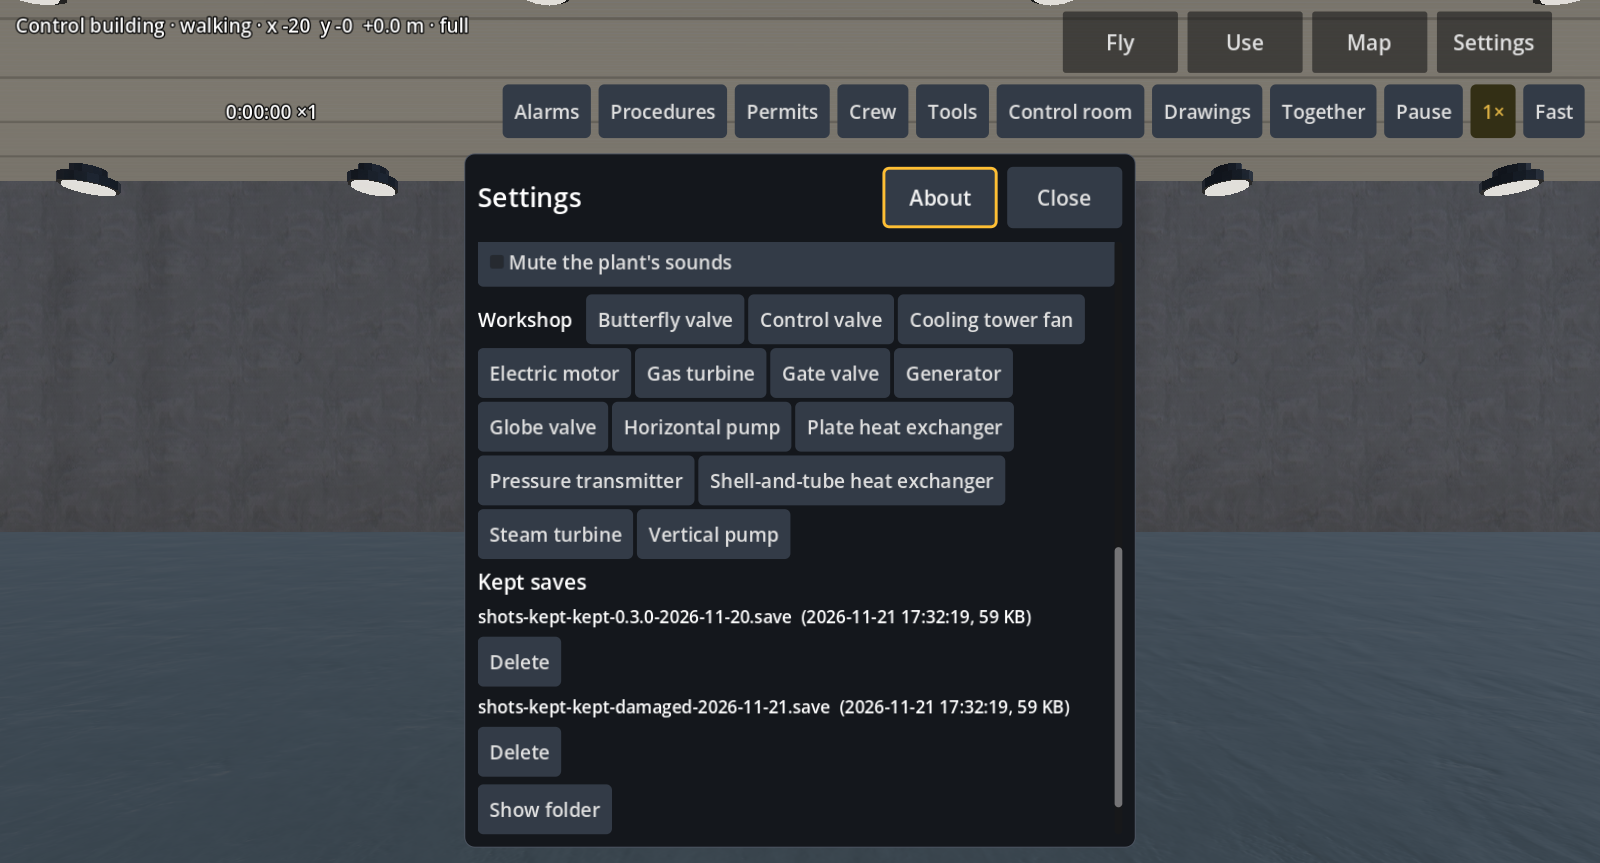 Control building · walking · x -20 y -0 +0.0 m · full
Fly Use Map Settings
0:00:00 ×1
Alarms Procedures Permits Crew Tools Control room Drawings Together Pause 1× Fast
Settings About Close
Mute the plant's sounds
Workshop Butterfly valve Control valve Cooling tower fan
Electric motor Gas turbine Gate valve Generator
Globe valve Horizontal pump Plate heat exchanger
Pressure transmitter Shell-and-tube heat exchanger
Steam turbine Vertical pump
Kept saves
shots-kept-kept-0.3.0-2026-11-20.save (2026-11-21 17:32:19, 59 KB)
Delete
shots-kept-kept-damaged-2026-11-21.save (2026-11-21 17:32:19, 59 KB)
Delete
Show folder